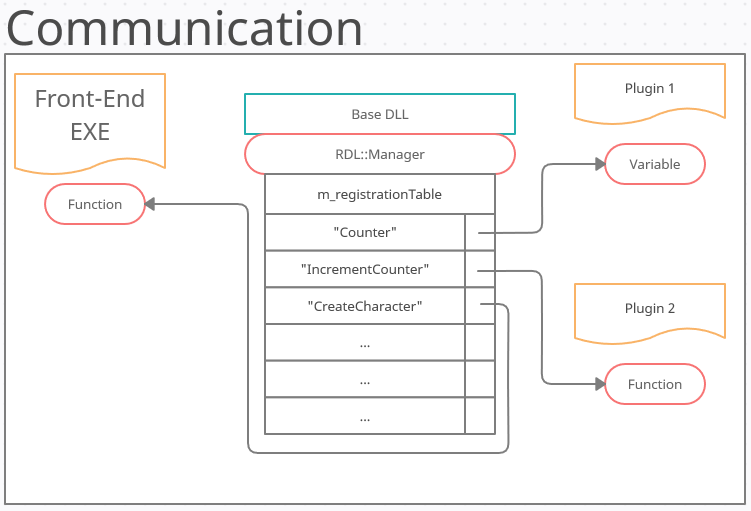 Communication
Front-End
EXE
Function
Base DLL
RDL::Manager
m_registrationTable
"Counter"
"IncrementCounter"
"CreateCharacter"
...
...
...
Plugin 1
Variable
Plugin 2
Function